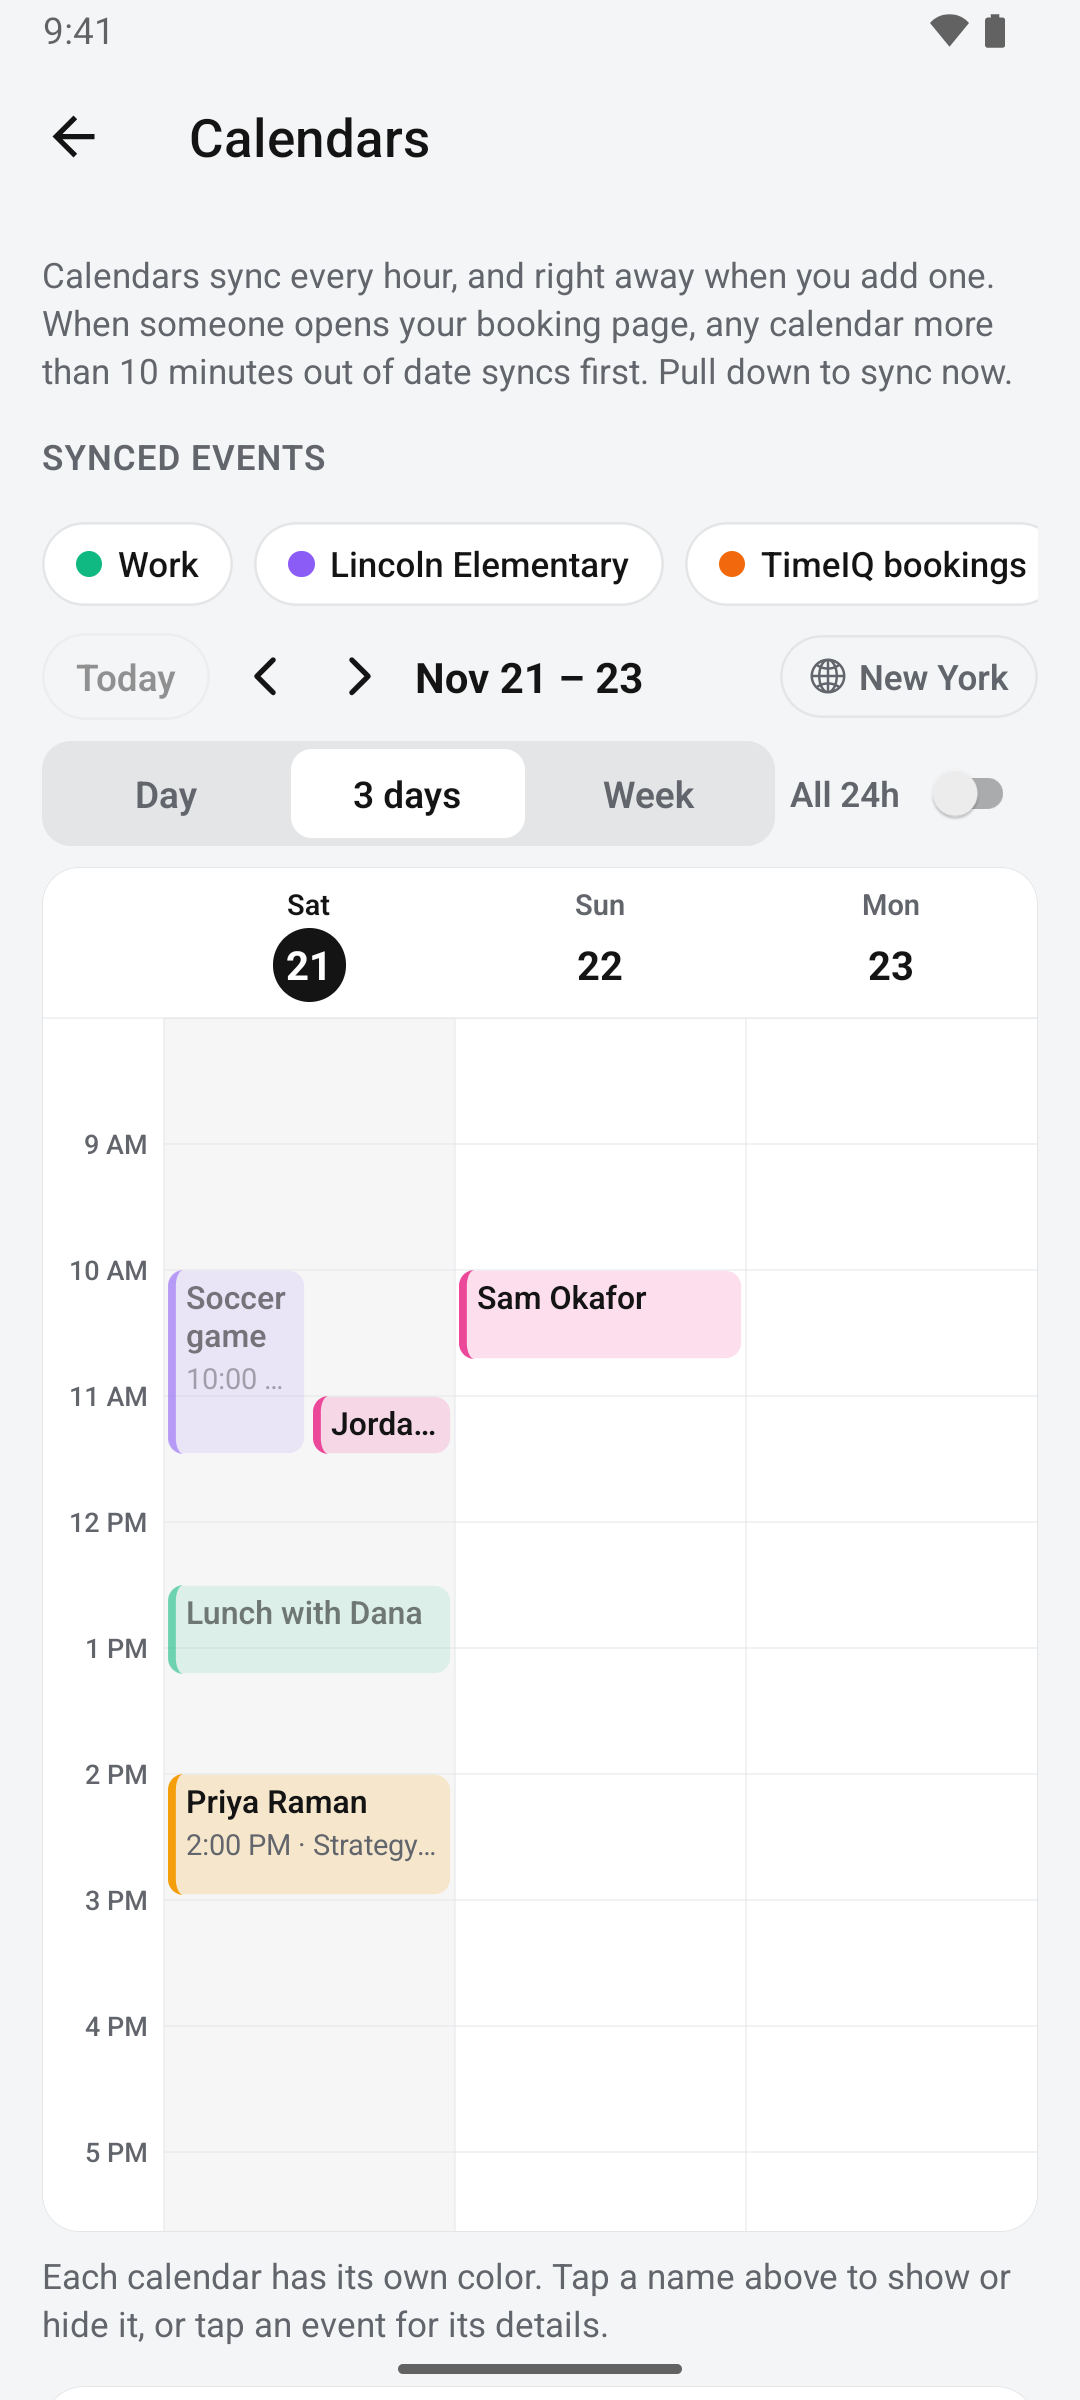 9:41
Calendars
Calendars sync every hour, and right away when you add one.
When someone opens your booking page, any calendar more
than 10 minutes out of date syncs first. Pull down to sync now.
SYNCED EVENTS
Work
Lincoln Elementary
TimeIQ bookings
Today
Nov 21 – 23
New York
Day
3 days
Week
All 24h
Sat
Sun
Mon
21
22
23
9 AM
10 AM
Soccer
game
10:00 ...
Sam Okafor
11 AM
Jorda...
12 PM
Lunch with Dana
1 PM
2 PM
Priya Raman
2:00 PM · Strategy...
3 PM
4 PM
5 PM
Each calendar has its own color. Tap a name above to show or
hide it, or tap an event for its details.